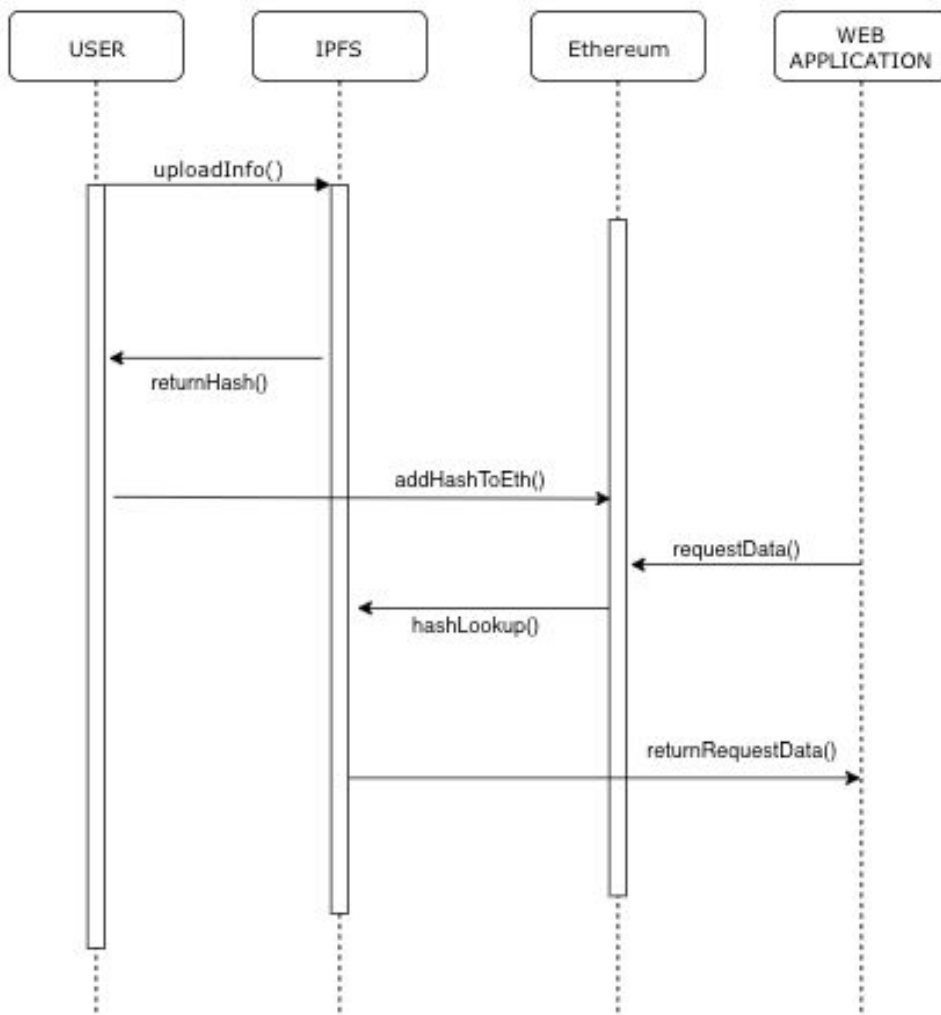 USER
IPFS
Ethereum
WEB
APPLICATION
uploadInfo()
returnHash()
addHashToEth()
requestData()
hashLookup()
returnRequestData()